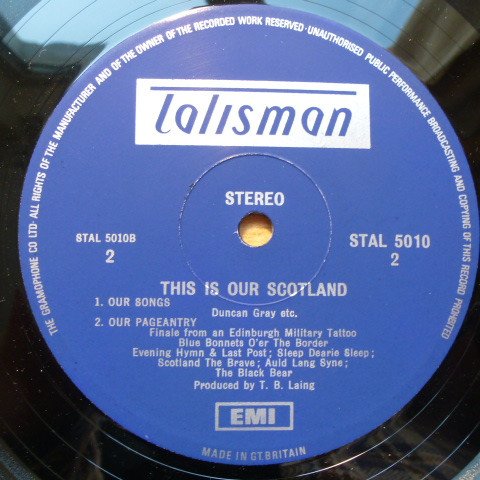 THE GRAMOPHONE CO LTD· ALL RIGHTS OF THE MANUFACTURER AND OF THE OWNER OF THE RECORDED WORK RESERVED·UNAUTHORISED PUBLIC PERFORMANCE BROADCASTING AND COPYING OF THIS RECORD PROHIBITED
Talisman
STEREO
STAL 5010B
2
STAL 5010
2
THIS IS OUR SCOTLAND
1. OUR SONGS
Duncan Gray etc.
2. OUR PAGEANTRY
Finale from an Edinburgh Military Tattoo
Blue Bonnets O'er The Border
Evening Hymn & Last Post; Sleep Dearie Sleep;
Scotland The Brave; Auld Lang Syne;
The Black Bear
Produced by T. B. Laing
EMI
MADE IN GT. BRITAIN